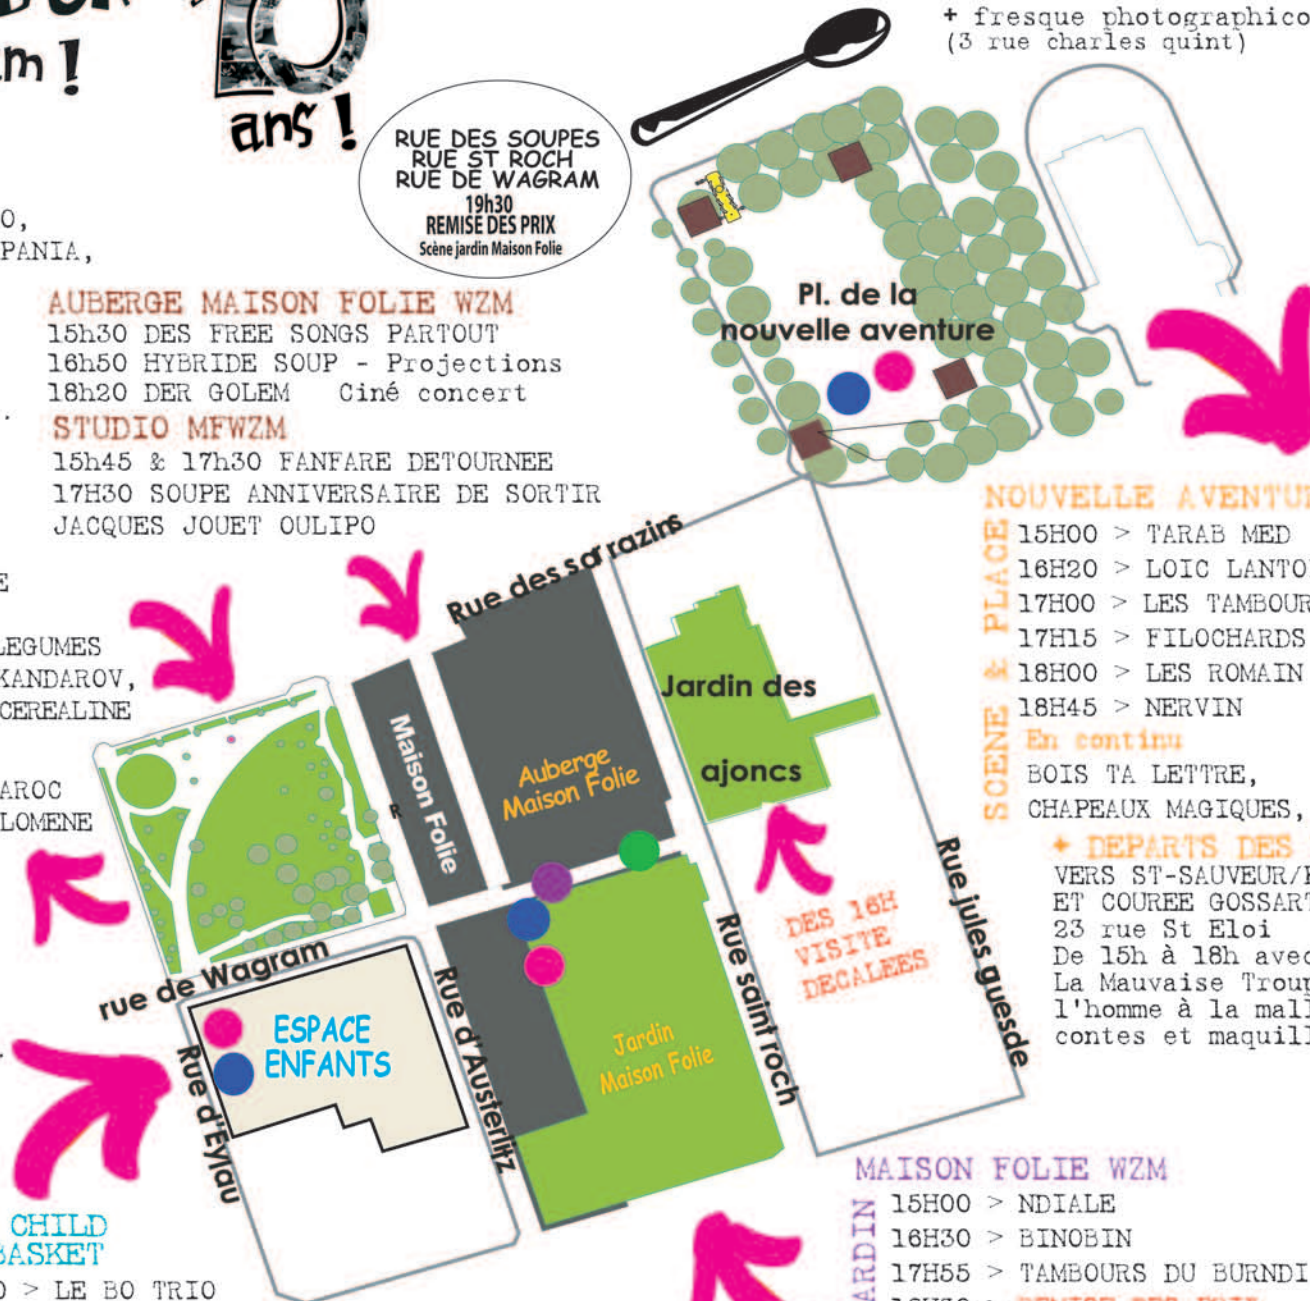 m !
ans !
+ fresque photographico
(3 rue charles quint)
RUE DES SOUPES
RUE ST ROCH
RUE DE WAGRAM
19h30
REMISE DES PRIX
Scène jardin Maison Folie
O,
PANIA,
AUBERGE MAISON FOLIE WZM
15h30 DES FREE SONGS PARTOUT
16h50 HYBRIDE SOUP - Projections
18h20 DER GOLEM Ciné concert
STUDIO MFWZM
15h45 & 17h30 FANFARE DETOURNEE
17H30 SOUPE ANNIVERSAIRE DE SORTIR
JACQUES JOUET OULIPO
Pl. de la
nouvelle aventure
E
LEGUMES
KANDAROV,
CEREALINE
AROC
LOMENE
Rue des sarrazins
Maison Folie
R
Auberge
Maison Folie
Jardin des
ajoncs
NOUVELLE AVENTU
SCENE & PLACE
15H00 > TARAB MED
16H20 > LOIC LANTO
17H00 > LES TAMBOUR
17H15 > FILOCHARDS
18H00 > LES ROMAIN
18H45 > NERVIN
En continu
BOIS TA LETTRE,
CHAPEAUX MAGIQUES,
+ DEPARTS DES
VERS ST-SAUVEUR/
ET COUREE GOSSART
23 rue St Eloi
De 15h à 18h avec
La Mauvaise Troup
l'homme à la mall
contes et maquill
DES 16H
VISITE
DECALEES
Rue jules guesde
Rue saint roch
rue de Wagram
Rue d'Austerlitz
Rue d'Eylau
ESPACE
ENFANTS
Jardin
Maison Folie
CHILD
BASKET
0 > LE BO TRIO
MAISON FOLIE WZM
ARDIN
15H00 > NDIALE
16H30 > BINOBIN
17H55 > TAMBOURS DU BURNDI